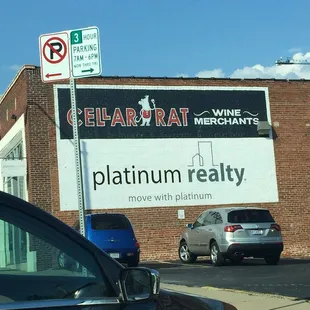 3 HOUR
PARKING
7AM - 6PM
CELLAR RAT
WINE
MERCHANTS
platinum realty
move with platinum